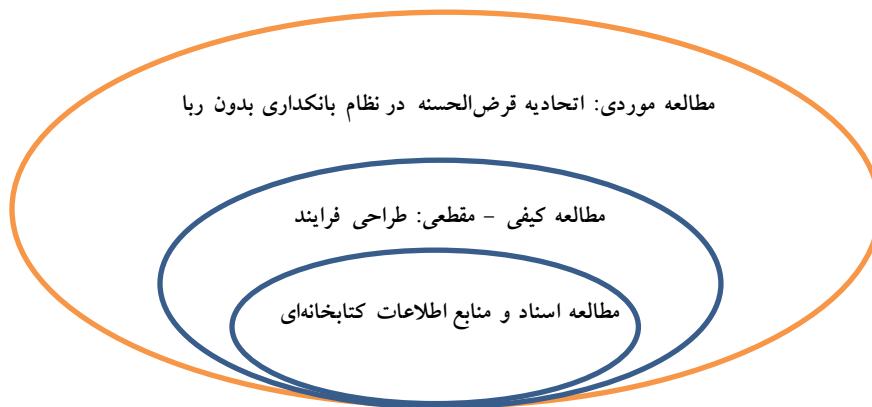 مطالعه موردی: اتحادیه قرض‌الحسنه در نظام بانکداری بدون ربا
مطالعه کیفی – مقطعی: طراحی فرایند
مطالعه اسناد و منابع اطلاعات کتابخانه‌ای